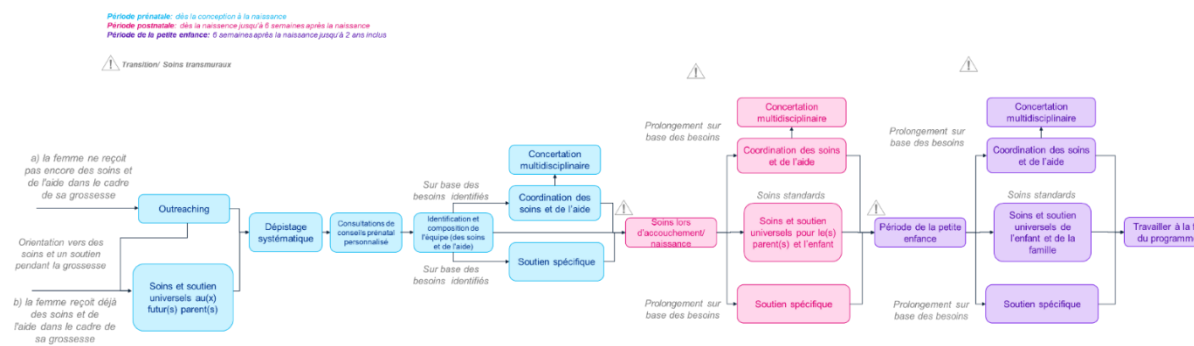 Période prénatale: dès la conception à la naissance
Période postnatale: dès la naissence jusqu'à 6 semaines après la naissance
Période de la petite enfance: 6 semaines après la naissance jusqu'à 2 ans inclus
Transition/ Soins transmuraux
a) la femme ne reçoit
pas encore des soins et
de l'aide dans le cadre
de sa grossesse
Orientation vers des
soins et un soutien
pendant la grossesse
b) la femme reçoit déjà
des soins et de
l'aide dans le cadre de
sa grossesse
Outreaching
Soins et soutien
universels au(x)
futur(s) parent(s)
Dépistage
systématique
Consultations de
conseils prénatal
personnalisé
Identification et
composition de
l'équipe (des soins
et de l'aide)
Sur base des
besoins identifiés
Sur base des
besoins identifiés
Concertation
multidisciplinaire
Coordination des
soins et de l'aide
Soutien spécifique
Soins lors
d'accouchement/
naissance
Prolongement sur
base des besoins
Concertation
multidisciplinaire
Coordination des soins
et de l'aide
Soins standards
Soins et soutien
universels pour le(s)
parent(s) et l'enfant
Prolongement sur
base des besoins
Soutien spécifique
Période de la petite
enfance
Prolongement sur
base des besoins
Concertation
multidisciplinaire
Coordination des soins
et de l'aide
Soins standards
Soins et soutien
universels de
l'enfant et de la
famille
Prolongement sur
base des besoins
Soutien spécifique
Travailler à la
du programm